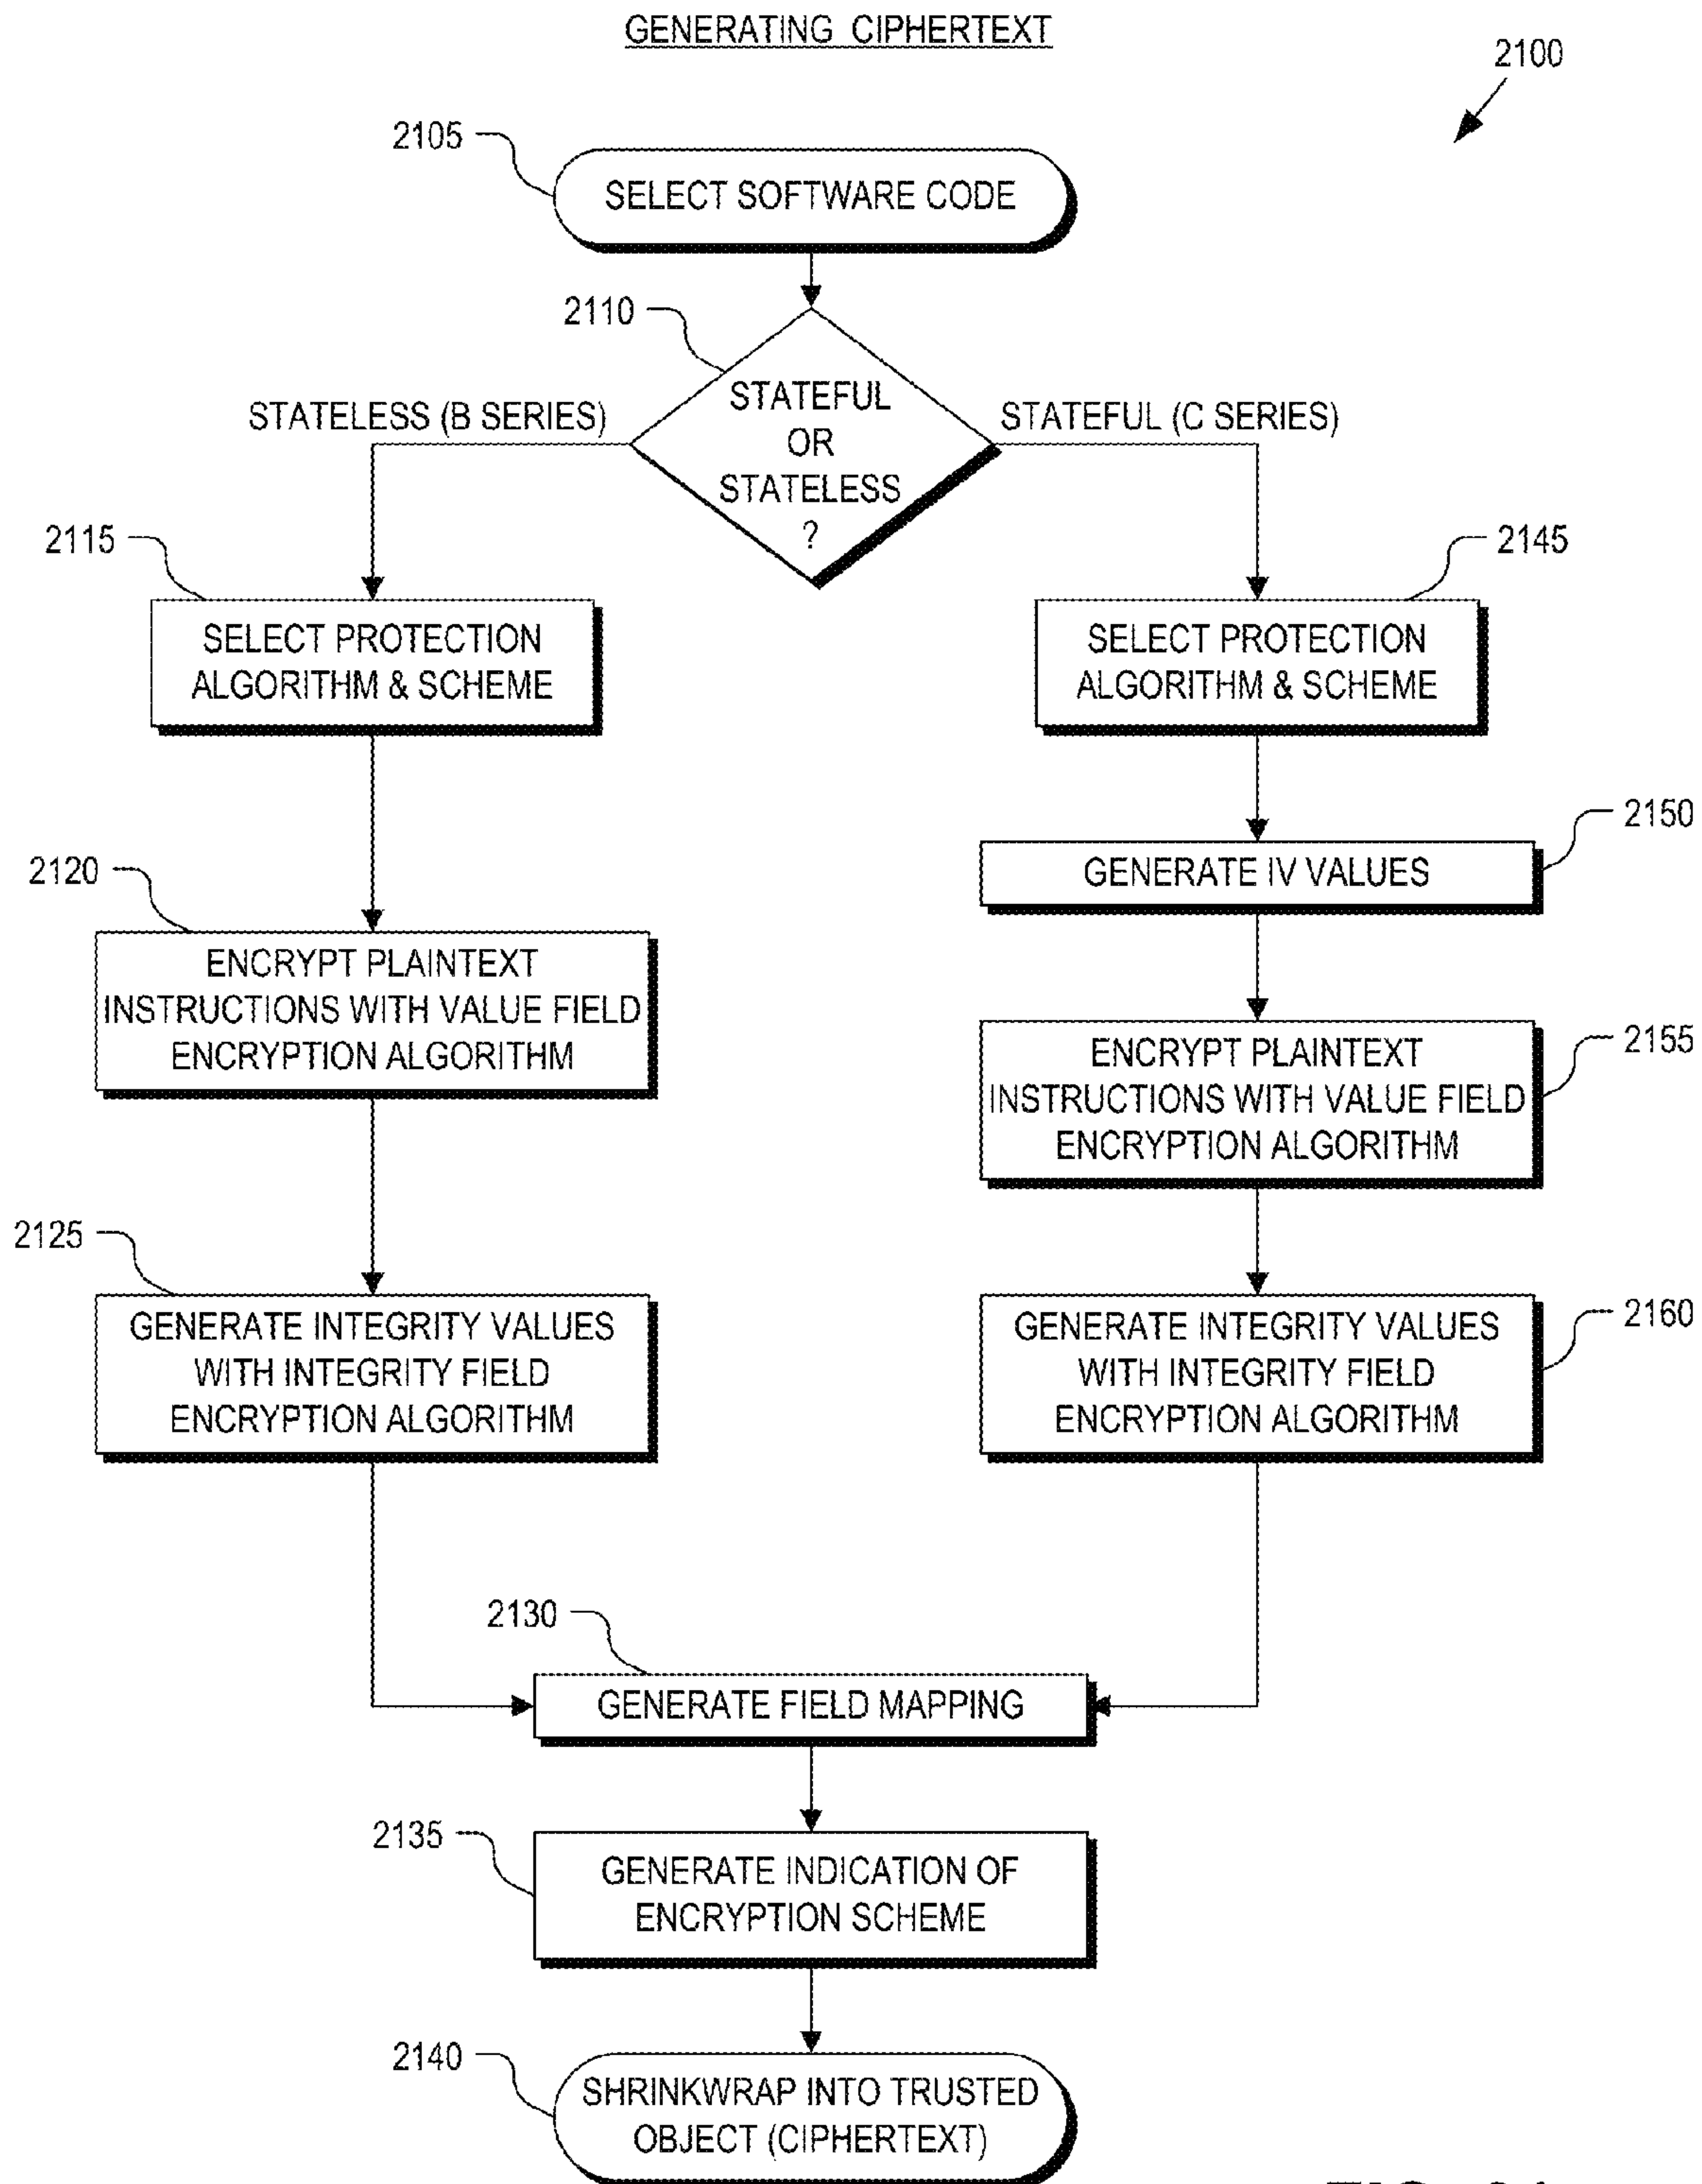 GENERATING CIPHERTEXT
2100
2105
SELECT SOFTWARE CODE
2110
STATEFUL
OR
STATELESS
?
STATELESS (B SERIES)
STATEFUL (C SERIES)
2115
SELECT PROTECTION
ALGORITHM & SCHEME
2145
SELECT PROTECTION
ALGORITHM & SCHEME
2150
GENERATE IV VALUES
2120
ENCRYPT PLAINTEXT
INSTRUCTIONS WITH VALUE FIELD
ENCRYPTION ALGORITHM
2155
ENCRYPT PLAINTEXT
INSTRUCTIONS WITH VALUE FIELD
ENCRYPTION ALGORITHM
2125
GENERATE INTEGRITY VALUES
WITH INTEGRITY FIELD
ENCRYPTION ALGORITHM
2160
GENERATE INTEGRITY VALUES
WITH INTEGRITY FIELD
ENCRYPTION ALGORITHM
2130
GENERATE FIELD MAPPING
2135
GENERATE INDICATION OF
ENCRYPTION SCHEME
2140
SHRINKWRAP INTO TRUSTED
OBJECT (CIPHERTEXT)